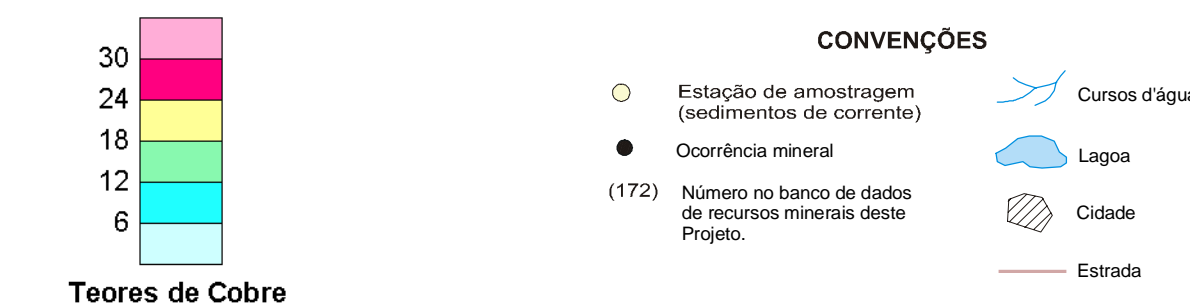 30
24
18
12
6
Teores de Cobre
CONVENÇÕES
Estação de amostragem
(sedimentos de corrente)
Ocorrência mineral
(172) Número no banco de dados
de recursos minerais deste
Projeto.
Cursos d'água
Lagoa
Cidade
Estrada